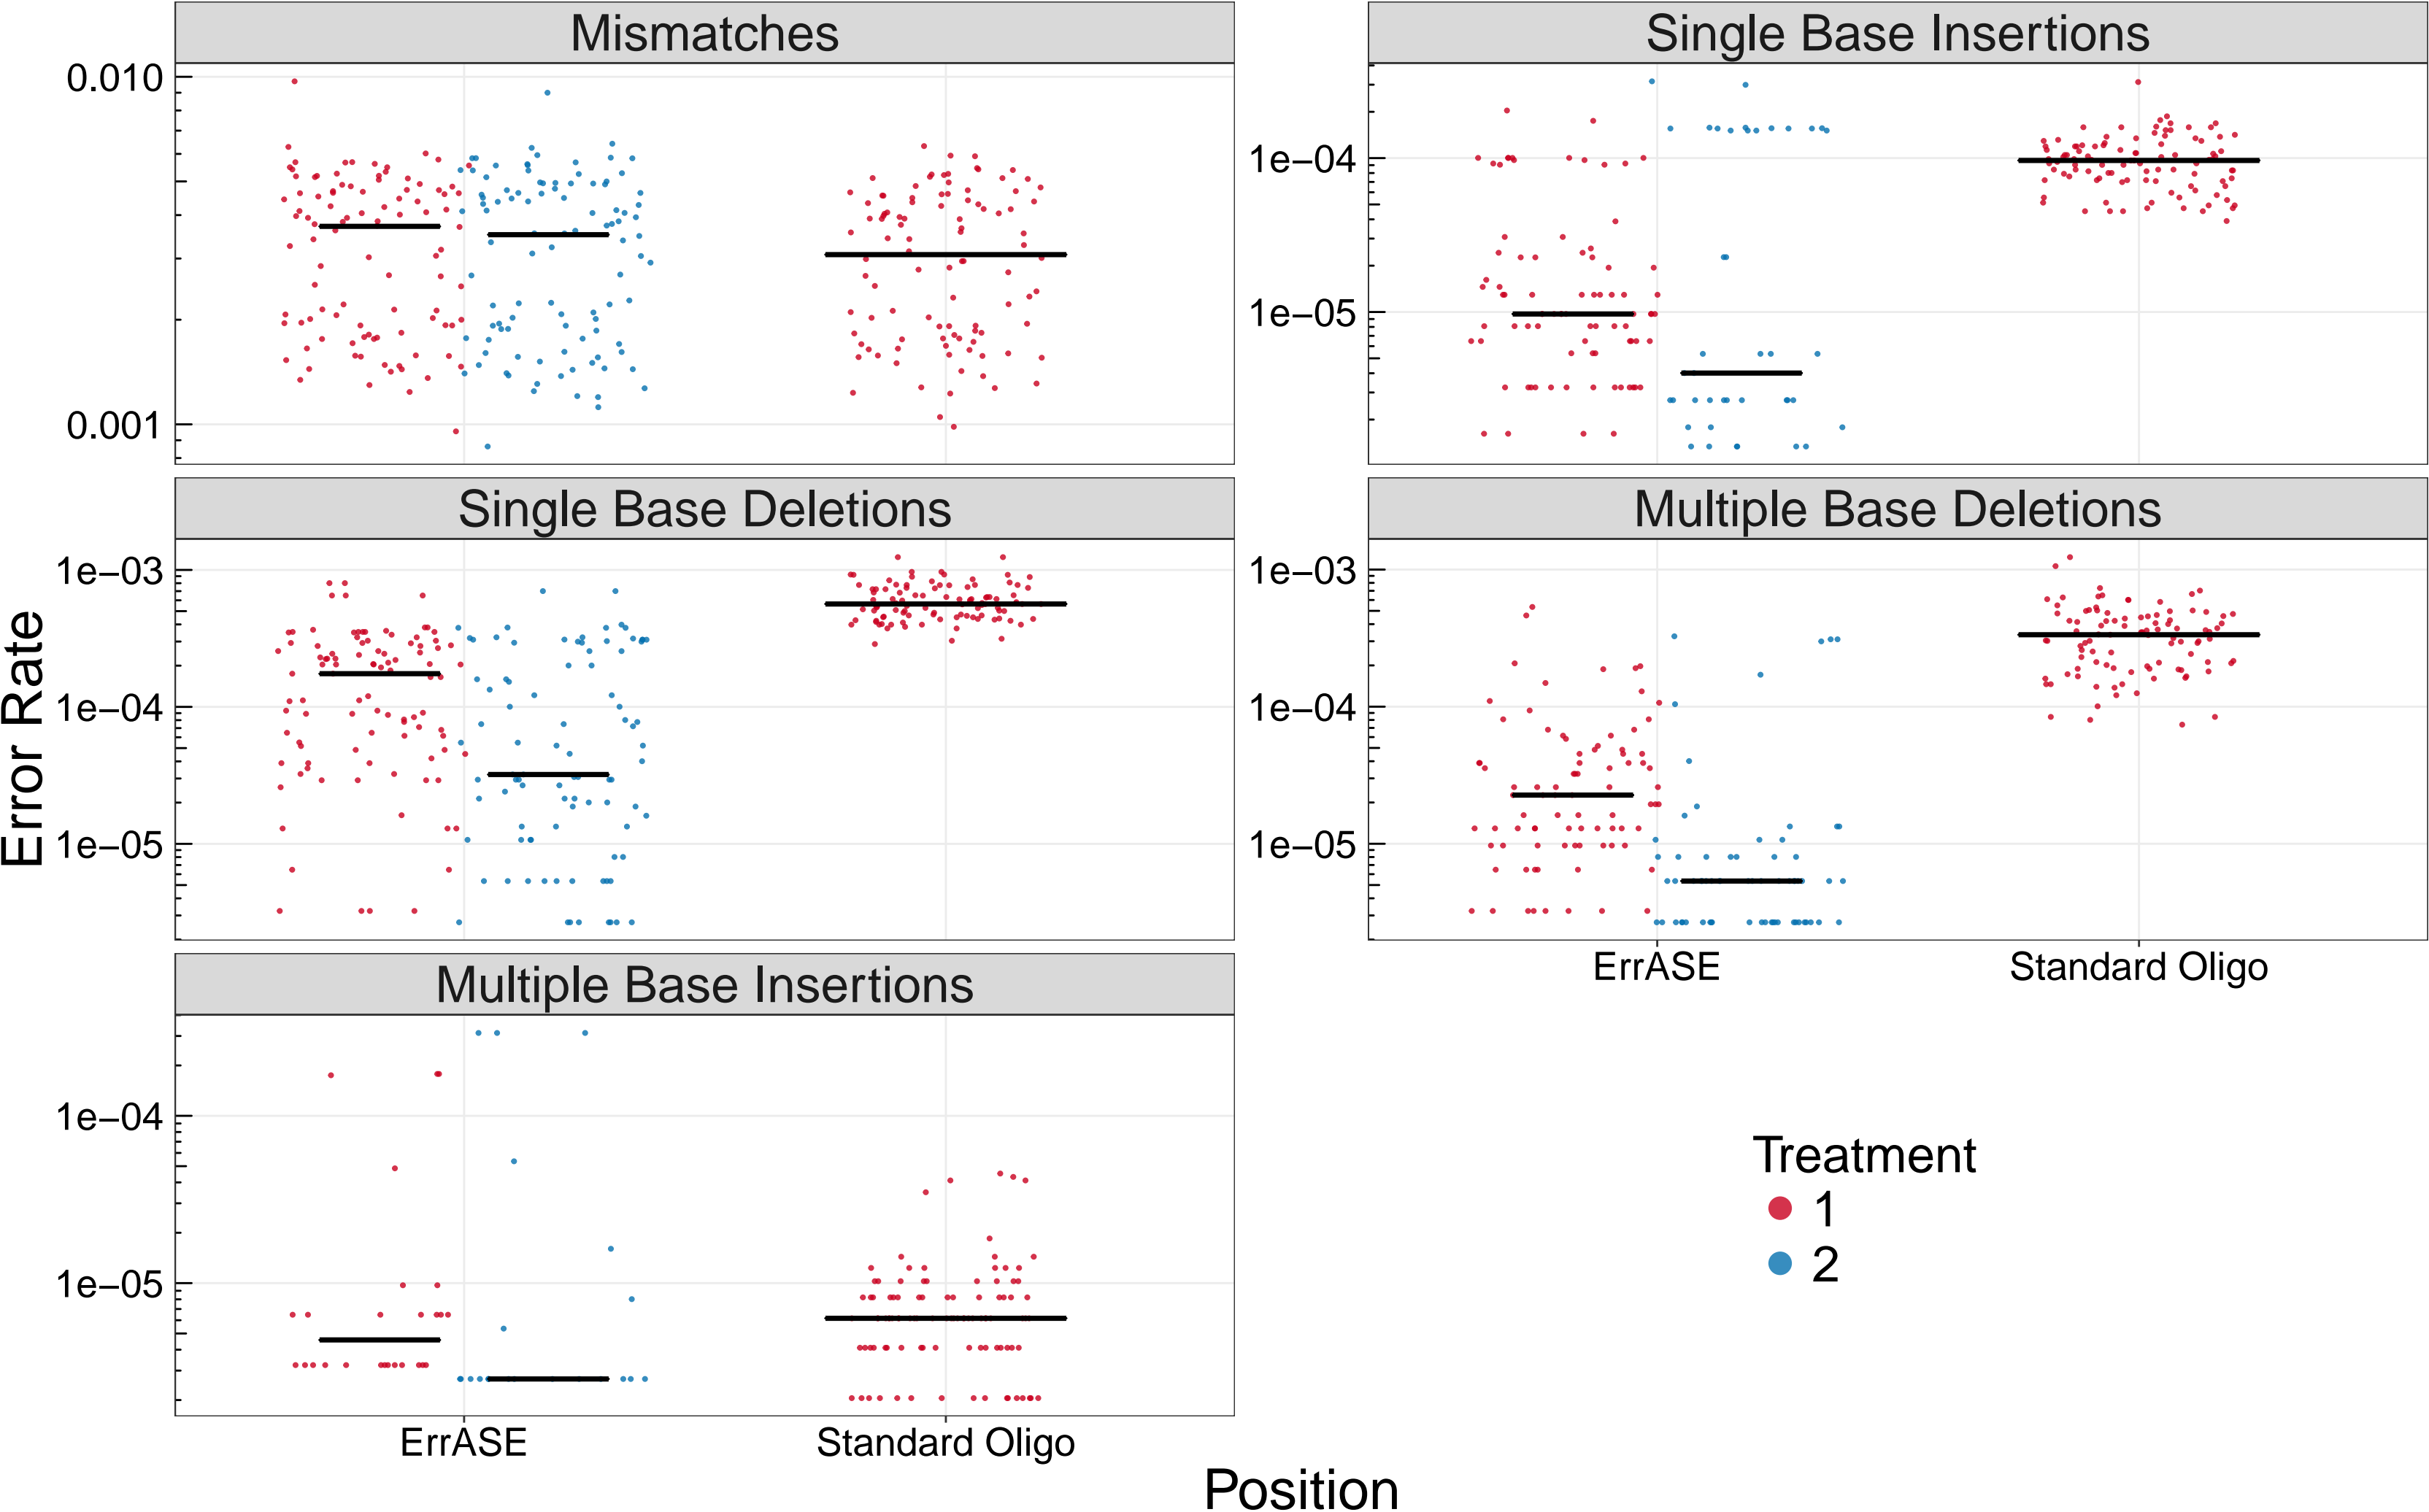 Mismatches
0.010
0.001
Single Base Insertions
1e−04
1e−05
Single Base Deletions
1e−03
1e−04
1e−05
Multiple Base Deletions
1e−03
1e−04
1e−05
ErrASE
Standard Oligo
Multiple Base Insertions
1e−04
1e−05
ErrASE
Standard Oligo
Error Rate
Position
Treatment
1
2